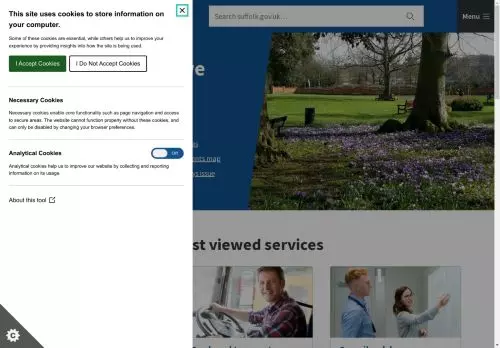 This site uses cookies to store information on
your computer.
Some of these cookies are essential, while others help us to improve your
experience by providing insights into how the site is being used.
I Accept Cookies
I Do Not Accept Cookies
Necessary Cookies
Necessary cookies enable core functionality such as page navigation and access
to secure areas. The website cannot function properly without these cookies, and
can only be disabled by changing your browser preferences.
Analytical Cookies
Off
Analytical cookies help us to improve our website by collecting and reporting
information on its usage.
About this tool
Search suffolk.gov.uk…
Menu
map
issue
viewed services